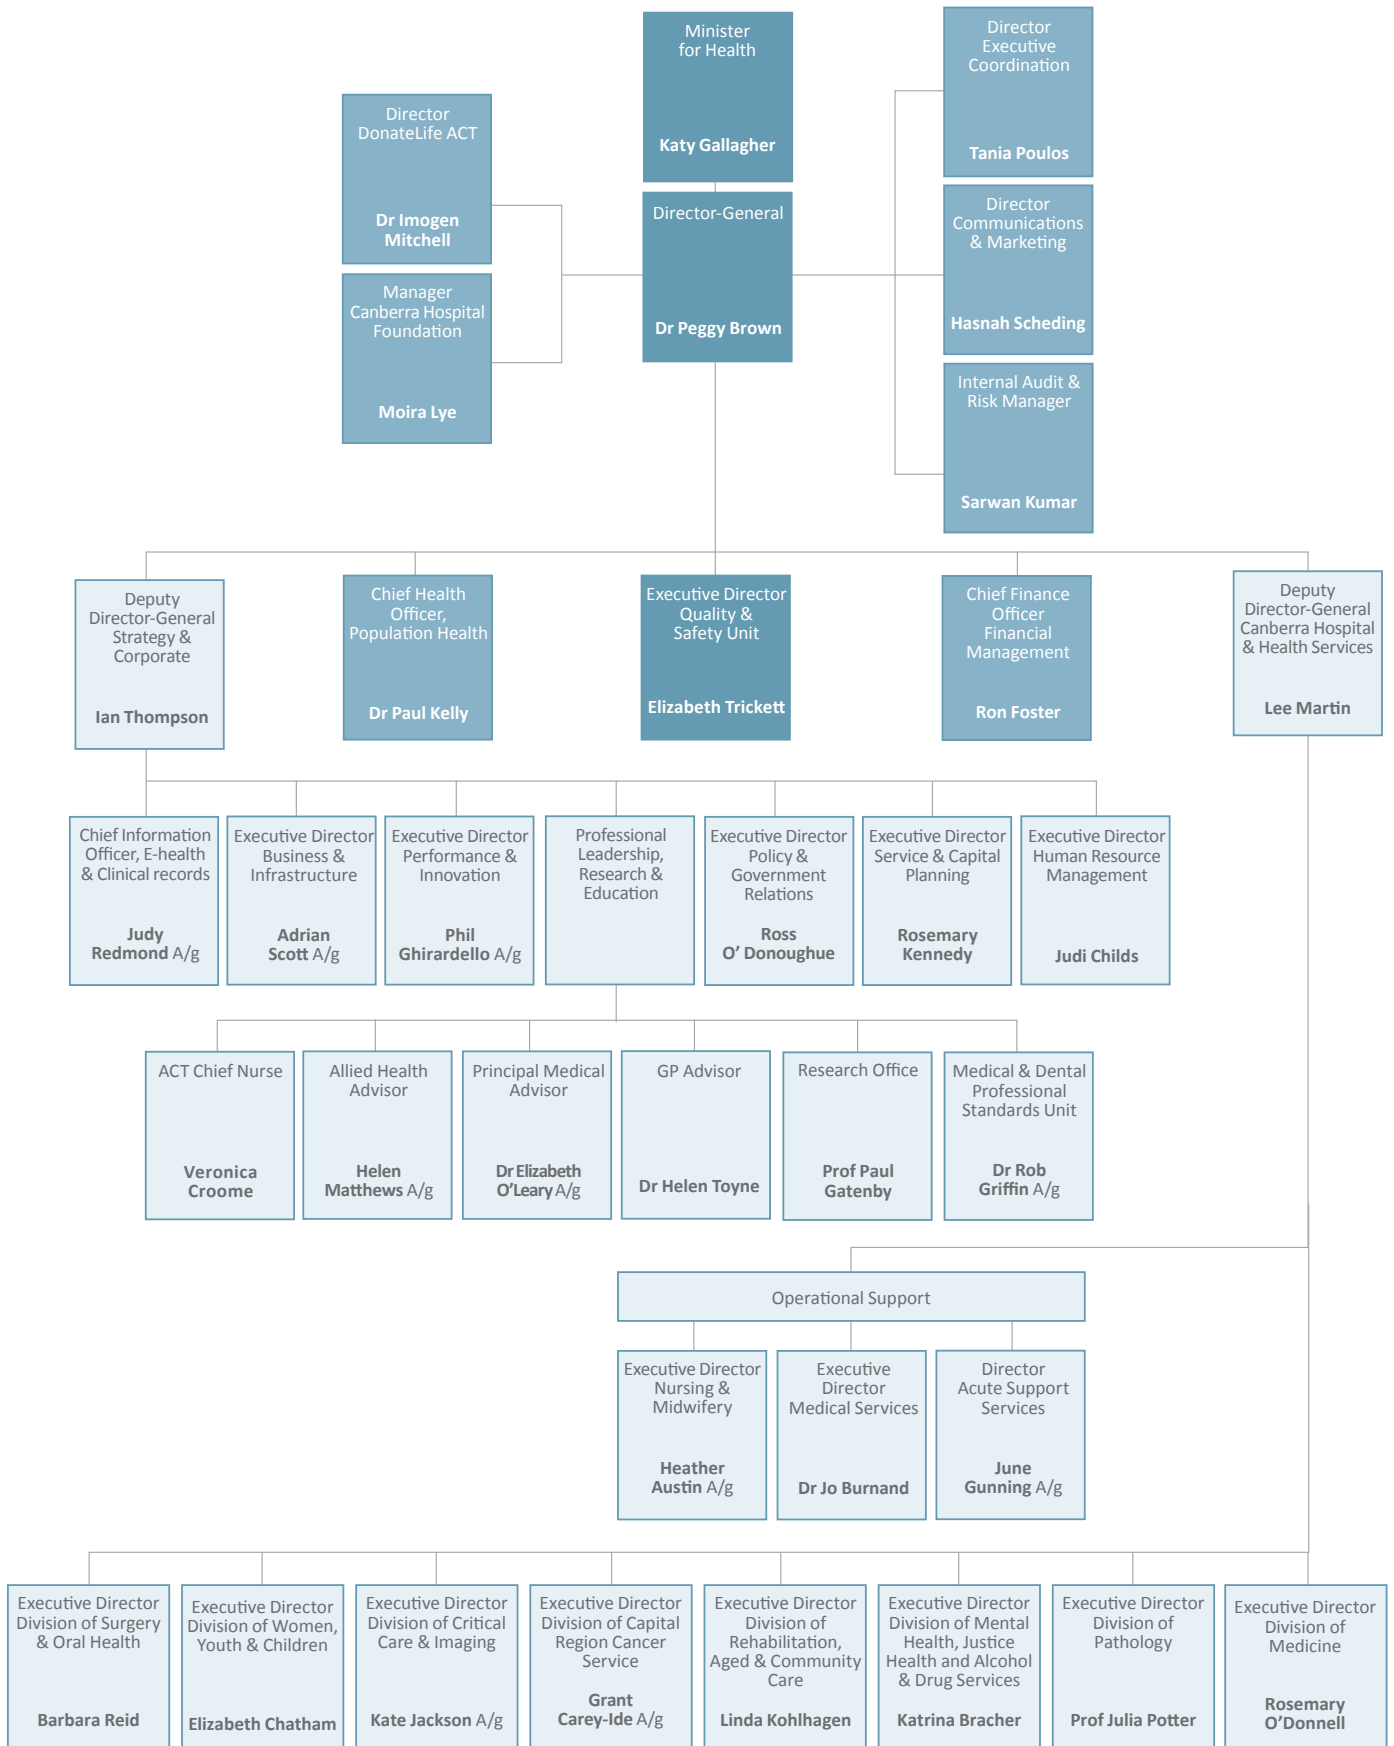 Minister
for Health
Katy Gallagher
Director
Executive
Coordination
Tania Poulos
Director
DonateLife ACT
Dr Imogen
Mitchell
Director-General
Dr Peggy Brown
Director
Communications
& Marketing
Hasnah Scheding
Manager
Canberra Hospital
Foundation
Moira Lye
Internal Audit &
Risk Manager
Sarwan Kumar
Deputy
Director-General
Strategy &
Corporate
Ian Thompson
Chief Health
Officer,
Population Health
Dr Paul Kelly
Executive Director
Quality &
Safety Unit
Elizabeth Trickett
Chief Finance
Officer
Financial
Management
Ron Foster
Deputy
Director-General
Canberra Hospital
& Health Services
Lee Martin
Chief Information
Officer, E-health
& Clinical records
Judy
Redmond A/g
Executive Director
Business &
Infrastructure
Adrian
Scott A/g
Executive Director
Performance &
Innovation
Phil
Ghirardello A/g
Professional
Leadership,
Research &
Education
Executive Director
Policy &
Government
Relations
Ross
O' Donoughue
Executive Director
Service & Capital
Planning
Rosemary
Kennedy
Executive Director
Human Resource
Management
Judi Childs
ACT Chief Nurse
Veronica
Croome
Allied Health
Advisor
Helen
Matthews A/g
Principal Medical
Advisor
Dr Elizabeth
O'Leary A/g
GP Advisor
Dr Helen Toyne
Research Office
Prof Paul
Gatenby
Medical & Dental
Professional
Standards Unit
Dr Rob
Griffin A/g
Operational Support
Executive Director
Nursing &
Midwifery
Heather
Austin A/g
Executive
Director
Medical Services
Dr Jo Burnand
Director
Acute Support
Services
June
Gunning A/g
Executive Director
Division of Surgery
& Oral Health
Barbara Reid
Executive Director
Division of Women,
Youth & Children
Elizabeth Chatham
Executive Director
Division of Critical
Care & Imaging
Kate Jackson A/g
Executive Director
Division of Capital
Region Cancer
Service
Grant
Carey-Ide A/g
Executive Director
Division of
Rehabilitation,
Aged & Community
Care
Linda Kohlhagen
Executive Director
Division of Mental
Health, Justice
Health and Alcohol
& Drug Services
Katrina Bracher
Executive Director
Division of
Pathology
Prof Julia Potter
Executive Director
Division of
Medicine
Rosemary
O'Donnell